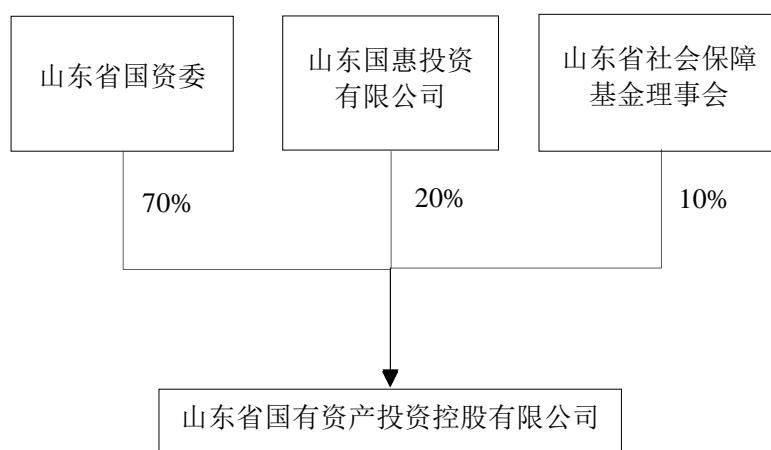 山东省国资委
山东国惠投资
有限公司
山东省社会保障
基金理事会
70%
20%
10%
山东省国有资产投资控股有限公司